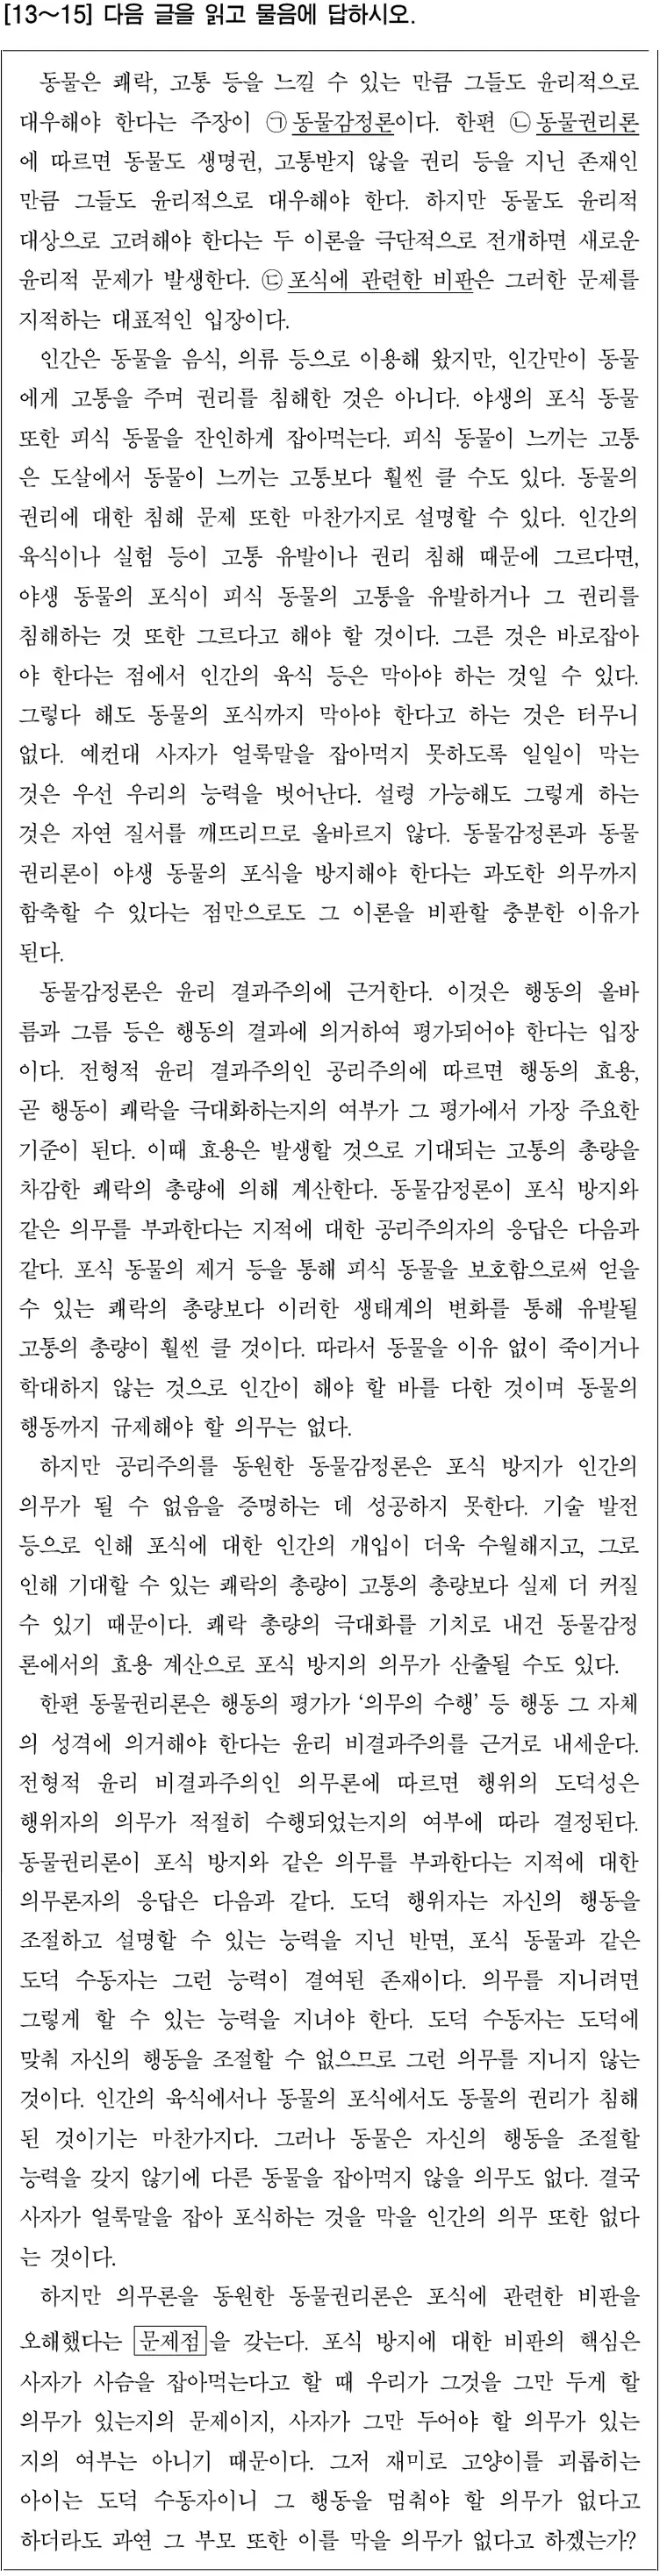 [13~15] 다음 글을 읽고 물음에 답하시오.
동물은 쾌락, 고통 등을 느낄 수 있는 만큼 그들도 윤리적으로
대우해야 한다는 주장이 ㉠동물감정론이다. 한편 ㉡동물권리론
에 따르면 동물도 생명권, 고통받지 않을 권리 등을 지닌 존재인
만큼 그들도 윤리적으로 대우해야 한다. 하지만 동물도 윤리적
대상으로 고려해야 한다는 두 이론을 극단적으로 전개하면 새로운
윤리적 문제가 발생한다. ㉢포식에 관련한 비판은 그러한 문제를
지적하는 대표적인 입장이다.
인간은 동물을 음식, 의류 등으로 이용해 왔지만, 인간만이 동물
에게 고통을 주며 권리를 침해한 것은 아니다. 야생의 포식 동물
또한 피식 동물을 잔인하게 잡아먹는다. 피식 동물이 느끼는 고통
은 도살에서 동물이 느끼는 고통보다 훨씬 클 수도 있다. 동물의
권리에 대한 침해 문제 또한 마찬가지로 설명할 수 있다. 인간의
육식이나 실험 등이 고통 유발이나 권리 침해 때문에 그르다면,
야생 동물의 포식이 피식 동물의 고통을 유발하거나 그 권리를
침해하는 것 또한 그르다고 해야 할 것이다. 그른 것은 바로잡아
야 한다는 점에서 인간의 육식 등은 막아야 하는 것일 수 있다.
그렇다 해도 동물의 포식까지 막아야 한다고 하는 것은 터무니
없다. 예컨대 사자가 얼룩말을 잡아먹지 못하도록 일일이 막는
것은 우선 우리의 능력을 벗어난다. 설령 가능해도 그렇게 하는
것은 자연 질서를 깨뜨리므로 올바르지 않다. 동물감정론과 동물
권리론이 야생 동물의 포식을 방지해야 한다는 과도한 의무까지
함축할 수 있다는 점만으로도 그 이론을 비판할 충분한 이유가
된다.
동물감정론은 윤리 결과주의에 근거한다. 이것은 행동의 올바
름과 그름 등은 행동의 결과에 의거하여 평가되어야 한다는 입장
이다. 전형적 윤리 결과주의인 공리주의에 따르면 행동의 효용,
곧 행동이 쾌락을 극대화하는지의 여부가 그 평가에서 가장 주요한
기준이 된다. 이때 효용은 발생할 것으로 기대되는 고통의 총량을
차감한 쾌락의 총량에 의해 계산한다. 동물감정론이 포식 방지와
같은 의무를 부과한다는 지적에 대한 공리주의자의 응답은 다음과
같다. 포식 동물의 제거 등을 통해 피식 동물을 보호함으로써 얻을
수 있는 쾌락의 총량보다 이러한 생태계의 변화를 통해 유발될
고통의 총량이 훨씬 클 것이다. 따라서 동물을 이유 없이 죽이거나
학대하지 않는 것으로 인간이 해야 할 바를 다한 것이며 동물의
행동까지 규제해야 할 의무는 없다.
하지만 공리주의를 동원한 동물감정론은 포식 방지가 인간의
의무가 될 수 없음을 증명하는 데 성공하지 못한다. 기술 발전
등으로 인해 포식에 대한 인간의 개입이 더욱 수월해지고, 그로
인해 기대할 수 있는 쾌락의 총량이 고통의 총량보다 실제 더 커질
수 있기 때문이다. 쾌락 총량의 극대화를 기치로 내건 동물감정
론에서의 효용 계산으로 포식 방지의 의무가 산출될 수도 있다.
한편 동물권리론은 행동의 평가가 ‘의무의 수행’ 등 행동 그 자체
의 성격에 의거해야 한다는 윤리 비결과주의를 근거로 내세운다.
전형적 윤리 비결과주의인 의무론에 따르면 행위의 도덕성은
행위자의 의무가 적절히 수행되었는지의 여부에 따라 결정된다.
동물권리론이 포식 방지와 같은 의무를 부과한다는 지적에 대한
의무론자의 응답은 다음과 같다. 도덕 행위자는 자신의 행동을
조절하고 설명할 수 있는 능력을 지닌 반면, 포식 동물과 같은
도덕 수동자는 그런 능력이 결여된 존재이다. 의무를 지니려면
그렇게 할 수 있는 능력을 지녀야 한다. 도덕 수동자는 도덕에
맞춰 자신의 행동을 조절할 수 없으므로 그런 의무를 지니지 않는
것이다. 인간의 육식에서나 동물의 포식에서도 동물의 권리가 침해
된 것이기는 마찬가지다. 그러나 동물은 자신의 행동을 조절할
능력을 갖지 않기에 다른 동물을 잡아먹지 않을 의무도 없다. 결국
사자가 얼룩말을 잡아 포식하는 것을 막을 인간의 의무 또한 없다
는 것이다.
하지만 의무론을 동원한 동물권리론은 포식에 관련한 비판을
오해했다는 문제점을 갖는다. 포식 방지에 대한 비판의 핵심은
사자가 사슴을 잡아먹는다고 할 때 우리가 그것을 그만 두게 할
의무가 있는지의 문제이지, 사자가 그만 두어야 할 의무가 있는
지의 여부는 아니기 때문이다. 그저 재미로 고양이를 괴롭히는
아이는 도덕 수동자이니 그 행동을 멈춰야 할 의무가 없다고
하더라도 과연 그 부모 또한 이를 막을 의무가 없다고 하겠는가?